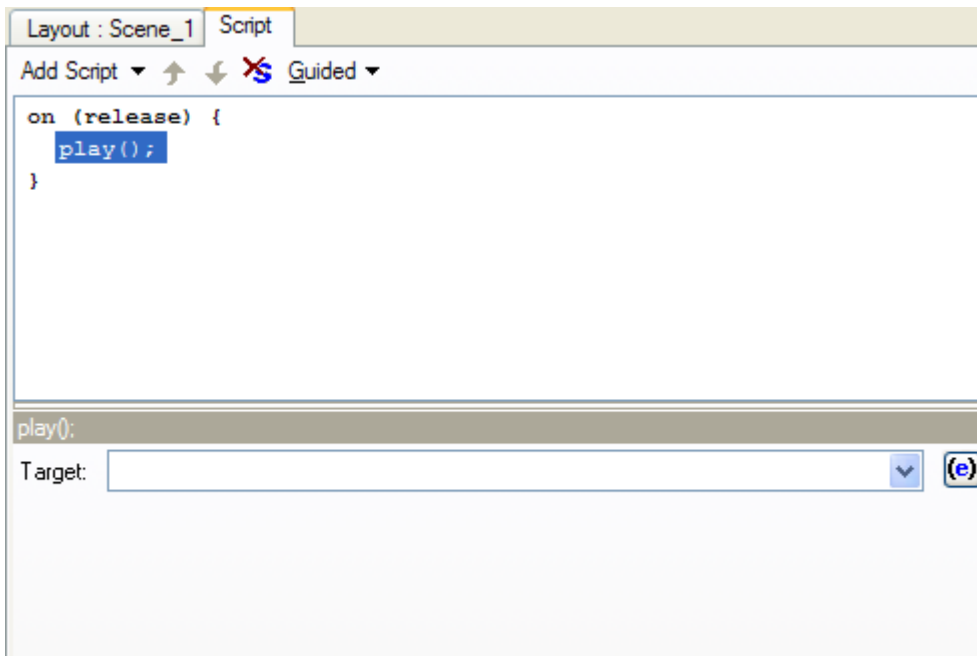 Layout : Scene_1 Script
Add Script Guided
on (release) {
play();
}
play();
Target: (e)